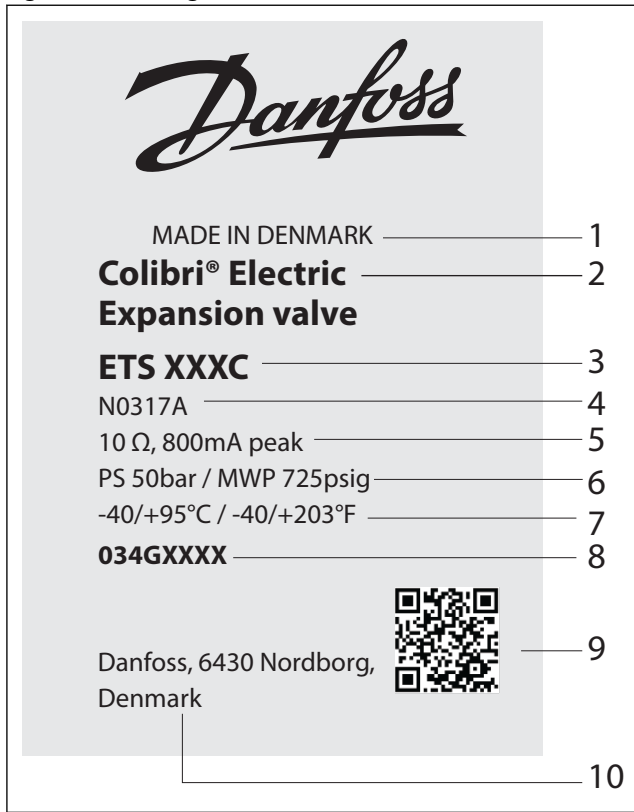 Danfoss
MADE IN DENMARK 1
Colibri® Electric 2
Expansion valve
ETS XXXC 3
N0317A 4
10 Ω, 800mA peak 5
PS 50bar / MWP 725psig 6
-40/+95°C / -40/+203°F 7
034GXXXX 8
9
Danfoss, 6430 Nordborg,
Denmark
10